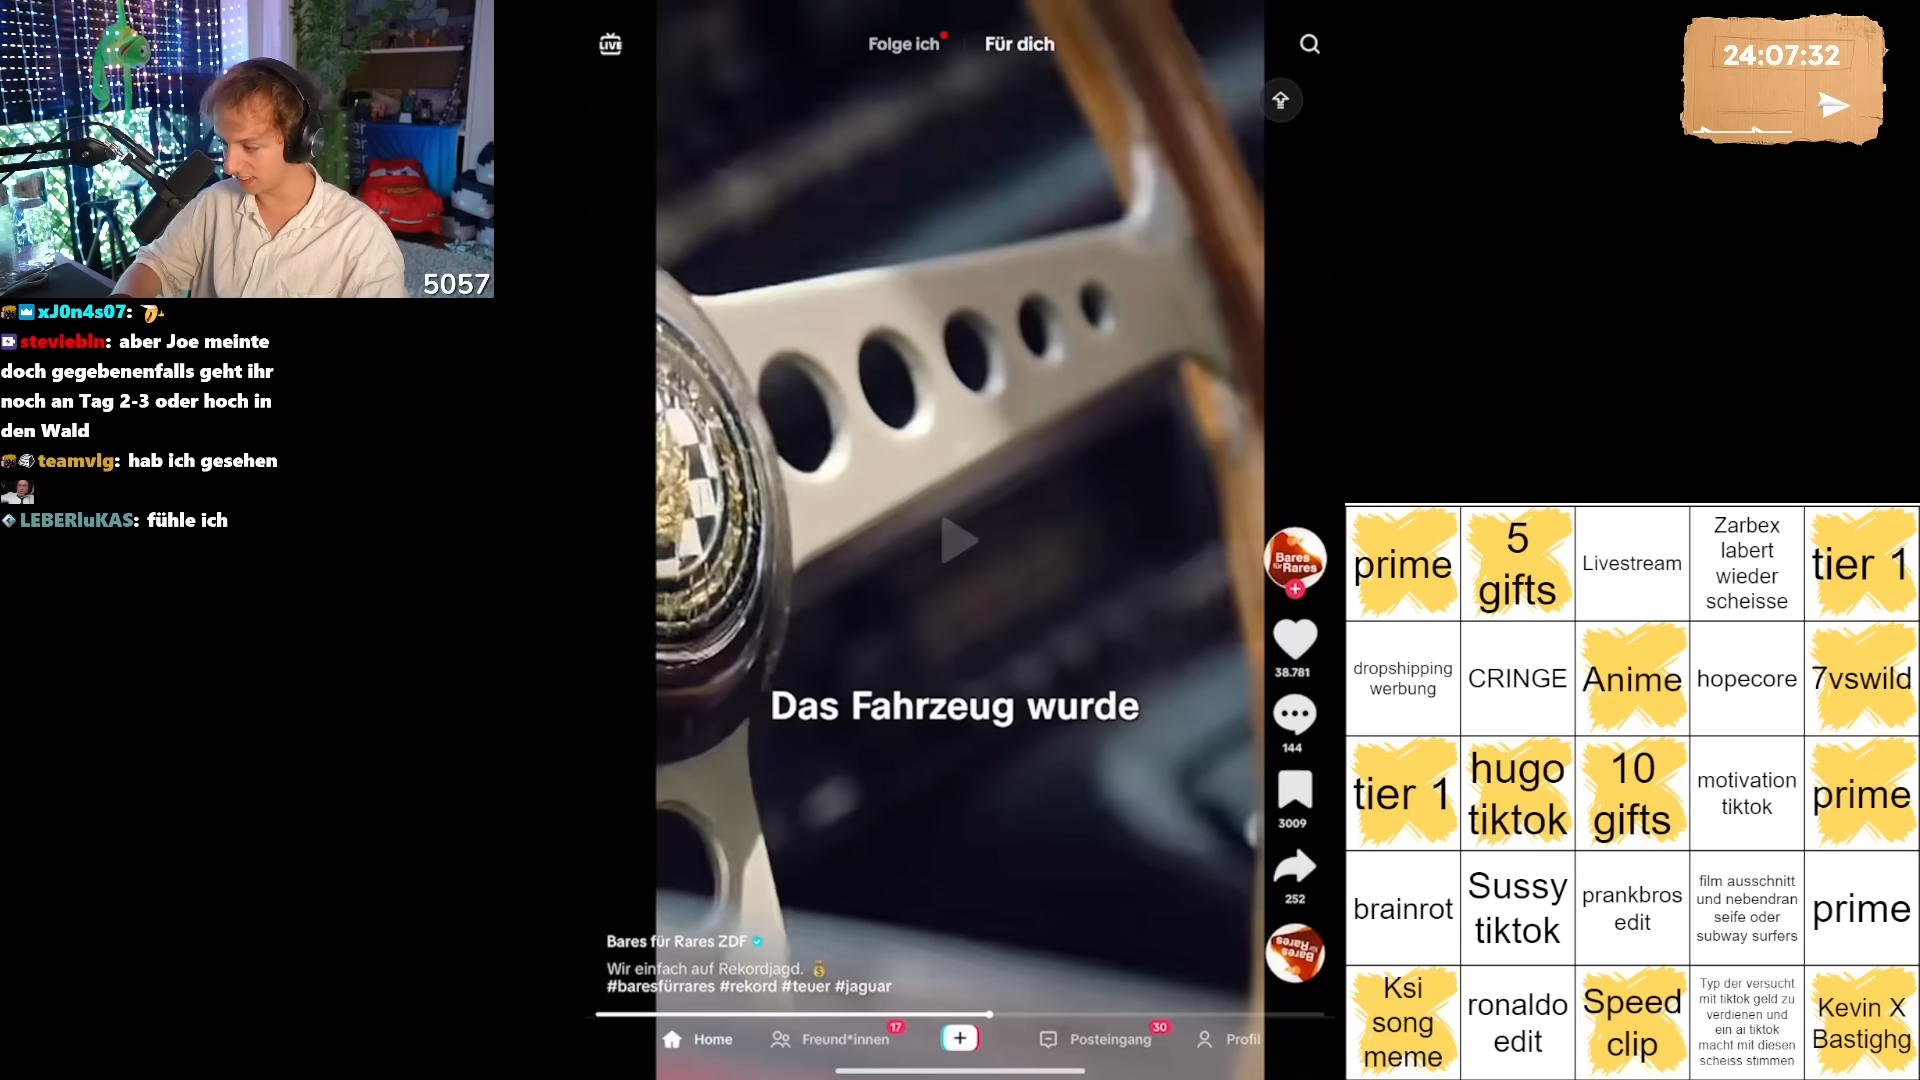 5057
xJ0n4s07:
steviebln: aber Joe meinte
doch gegebenenfalls geht ihr
noch an Tag 2-3 oder hoch in
den Wald
teamvlg: hab ich gesehen
LEBERluKAS: fühle ich
LIVE
Folge ich
Für dich
Das Fahrzeug wurde
Bares
für Rares
38.781
144
3009
252
Bares für Rares
Bares für Rares ZDF
Wir einfach auf Rekordjagd.
#baresfürrares #rekord #teuer #jaguar
Home
Freund*innen
17
Posteingang
30
Profil
24:07:32
prime
5
gifts
Livestream
Zarbex
labert
wieder
scheisse
tier 1
dropshipping
werbung
CRINGE
Anime
hopecore
7vswild
tier 1
hugo
tiktok
10
gifts
motivation
tiktok
prime
brainrot
Sussy
tiktok
prankbros
edit
film ausschnitt
und nebendran
seife oder
subway surfers
prime
Ksi
song
meme
ronaldo
edit
Speed
clip
Typ der versucht
mit tiktok geld zu
verdienen und
ein ai tiktok
macht mit diesen
scheiss stimmen
Kevin X
Bastighg